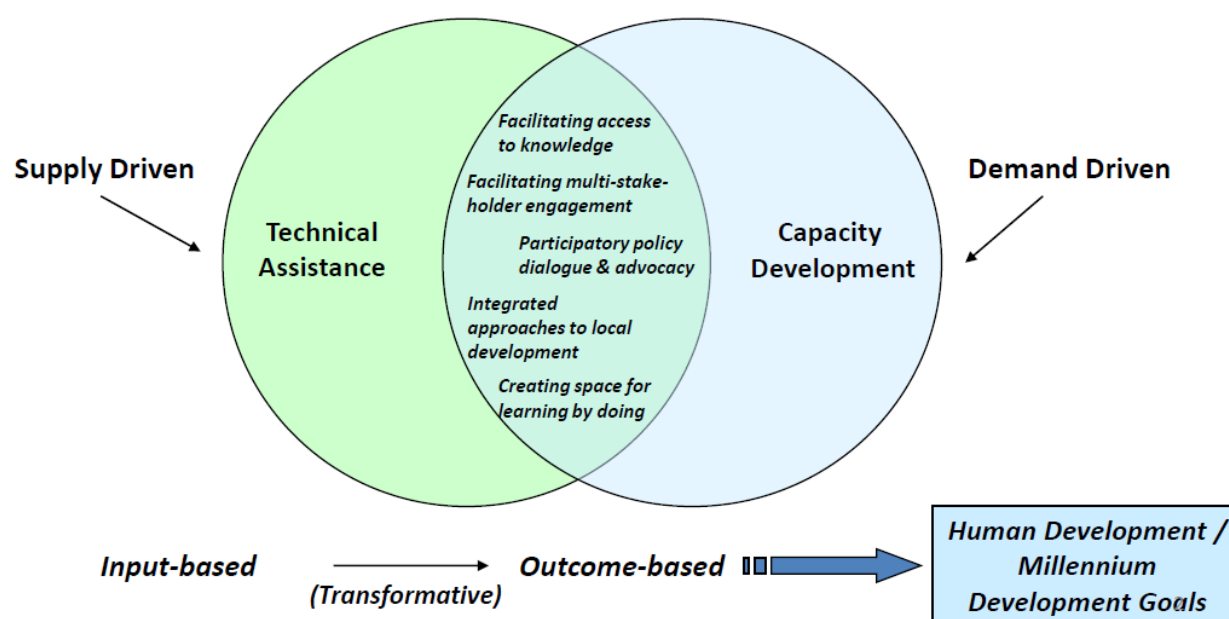 Facilitating access
to knowledge
Supply Driven
Demand Driven
Facilitating multi-stake-
holder engagement
Technical
Assistance
Participatory policy
dialogue & advocacy
Capacity
Development
Integrated
approaches to local
development
Creating space for
learning by doing
Input-based
(Transformative)
Outcome-based
Human Development /
Millennium
Development Goals